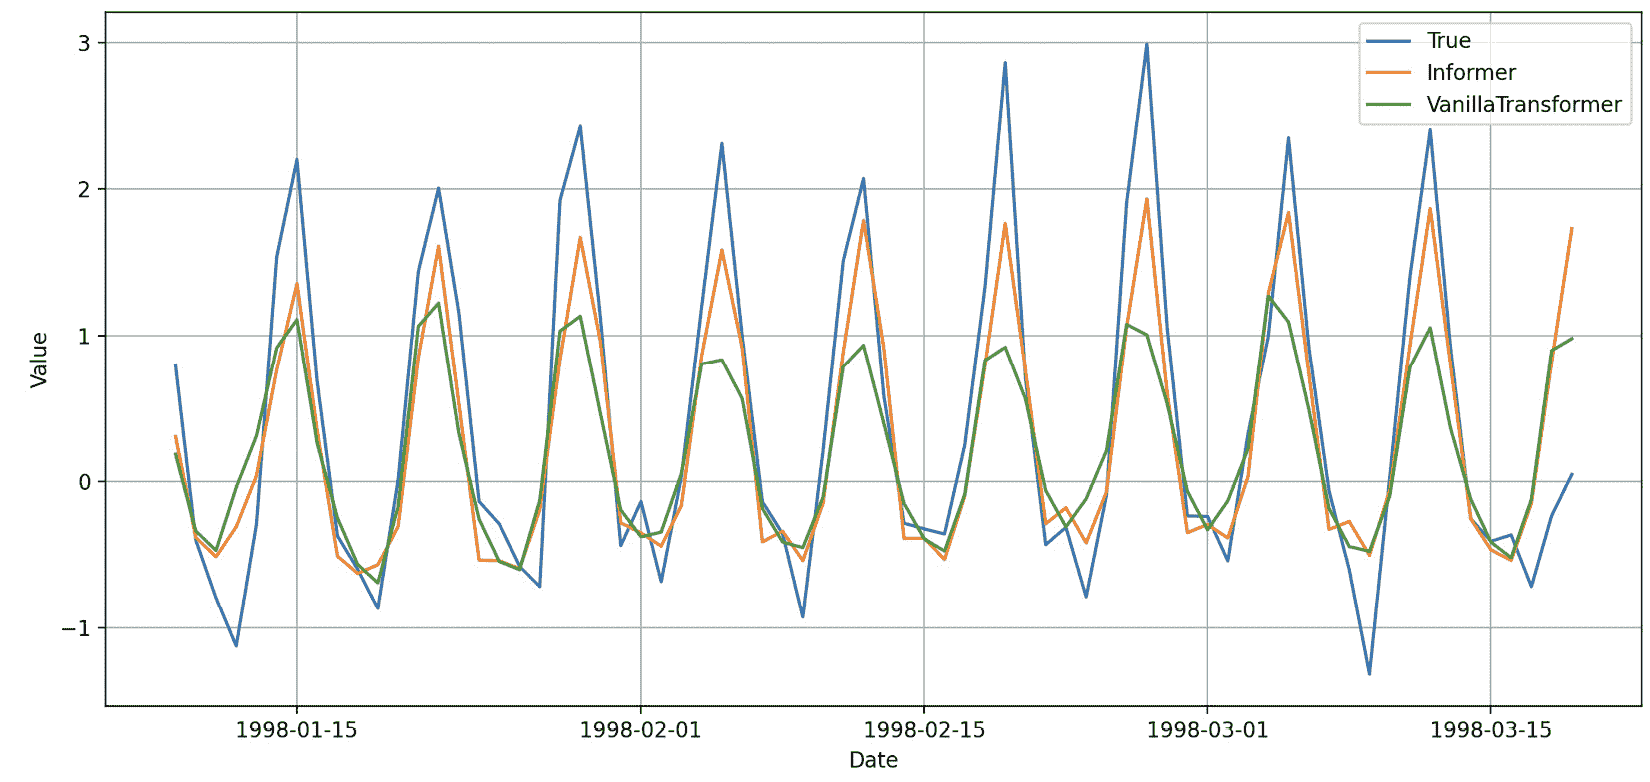 True
Informer
VanillaTransformer
Value
3
2
1
0
−1
1998-01-15
1998-02-01
1998-02-15
1998-03-01
1998-03-15
Date